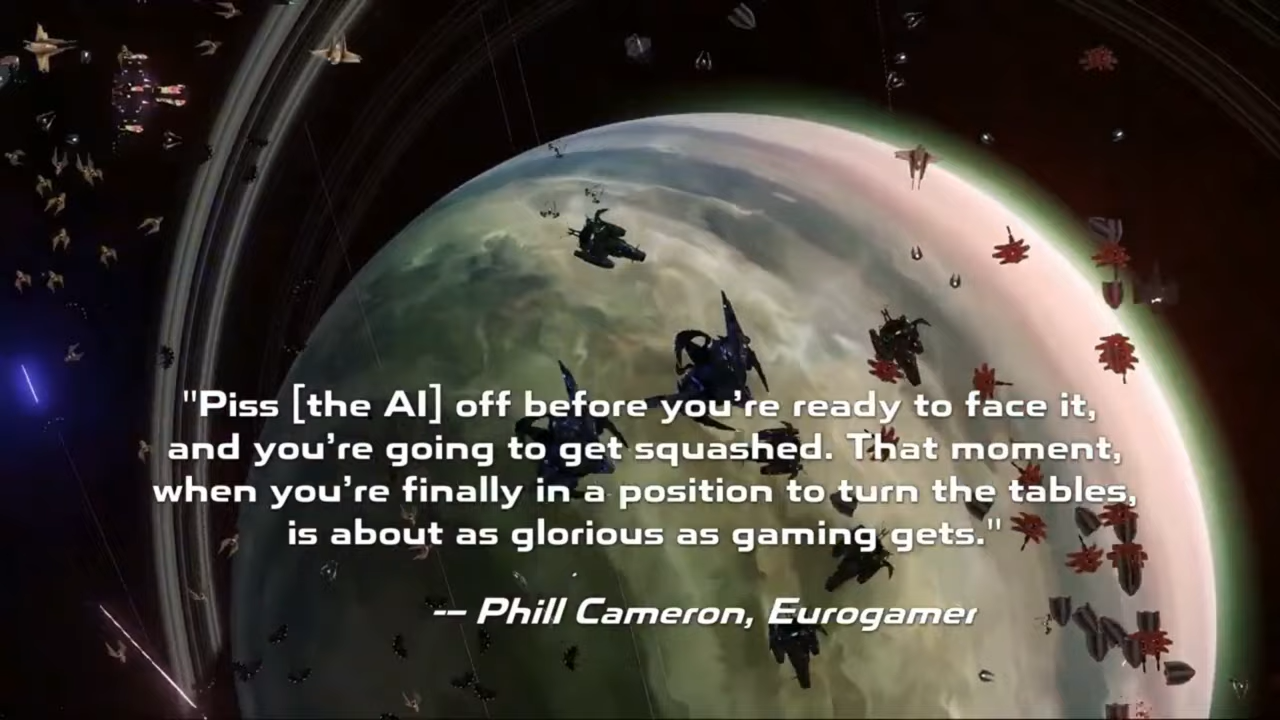 "Piss [the AI] off before you're ready to face it,
and you're going to get squashed. That moment,
when you're finally in a position to turn the tables,
is about as glorious as gaming gets."
-- Phill Cameron, Eurogamer